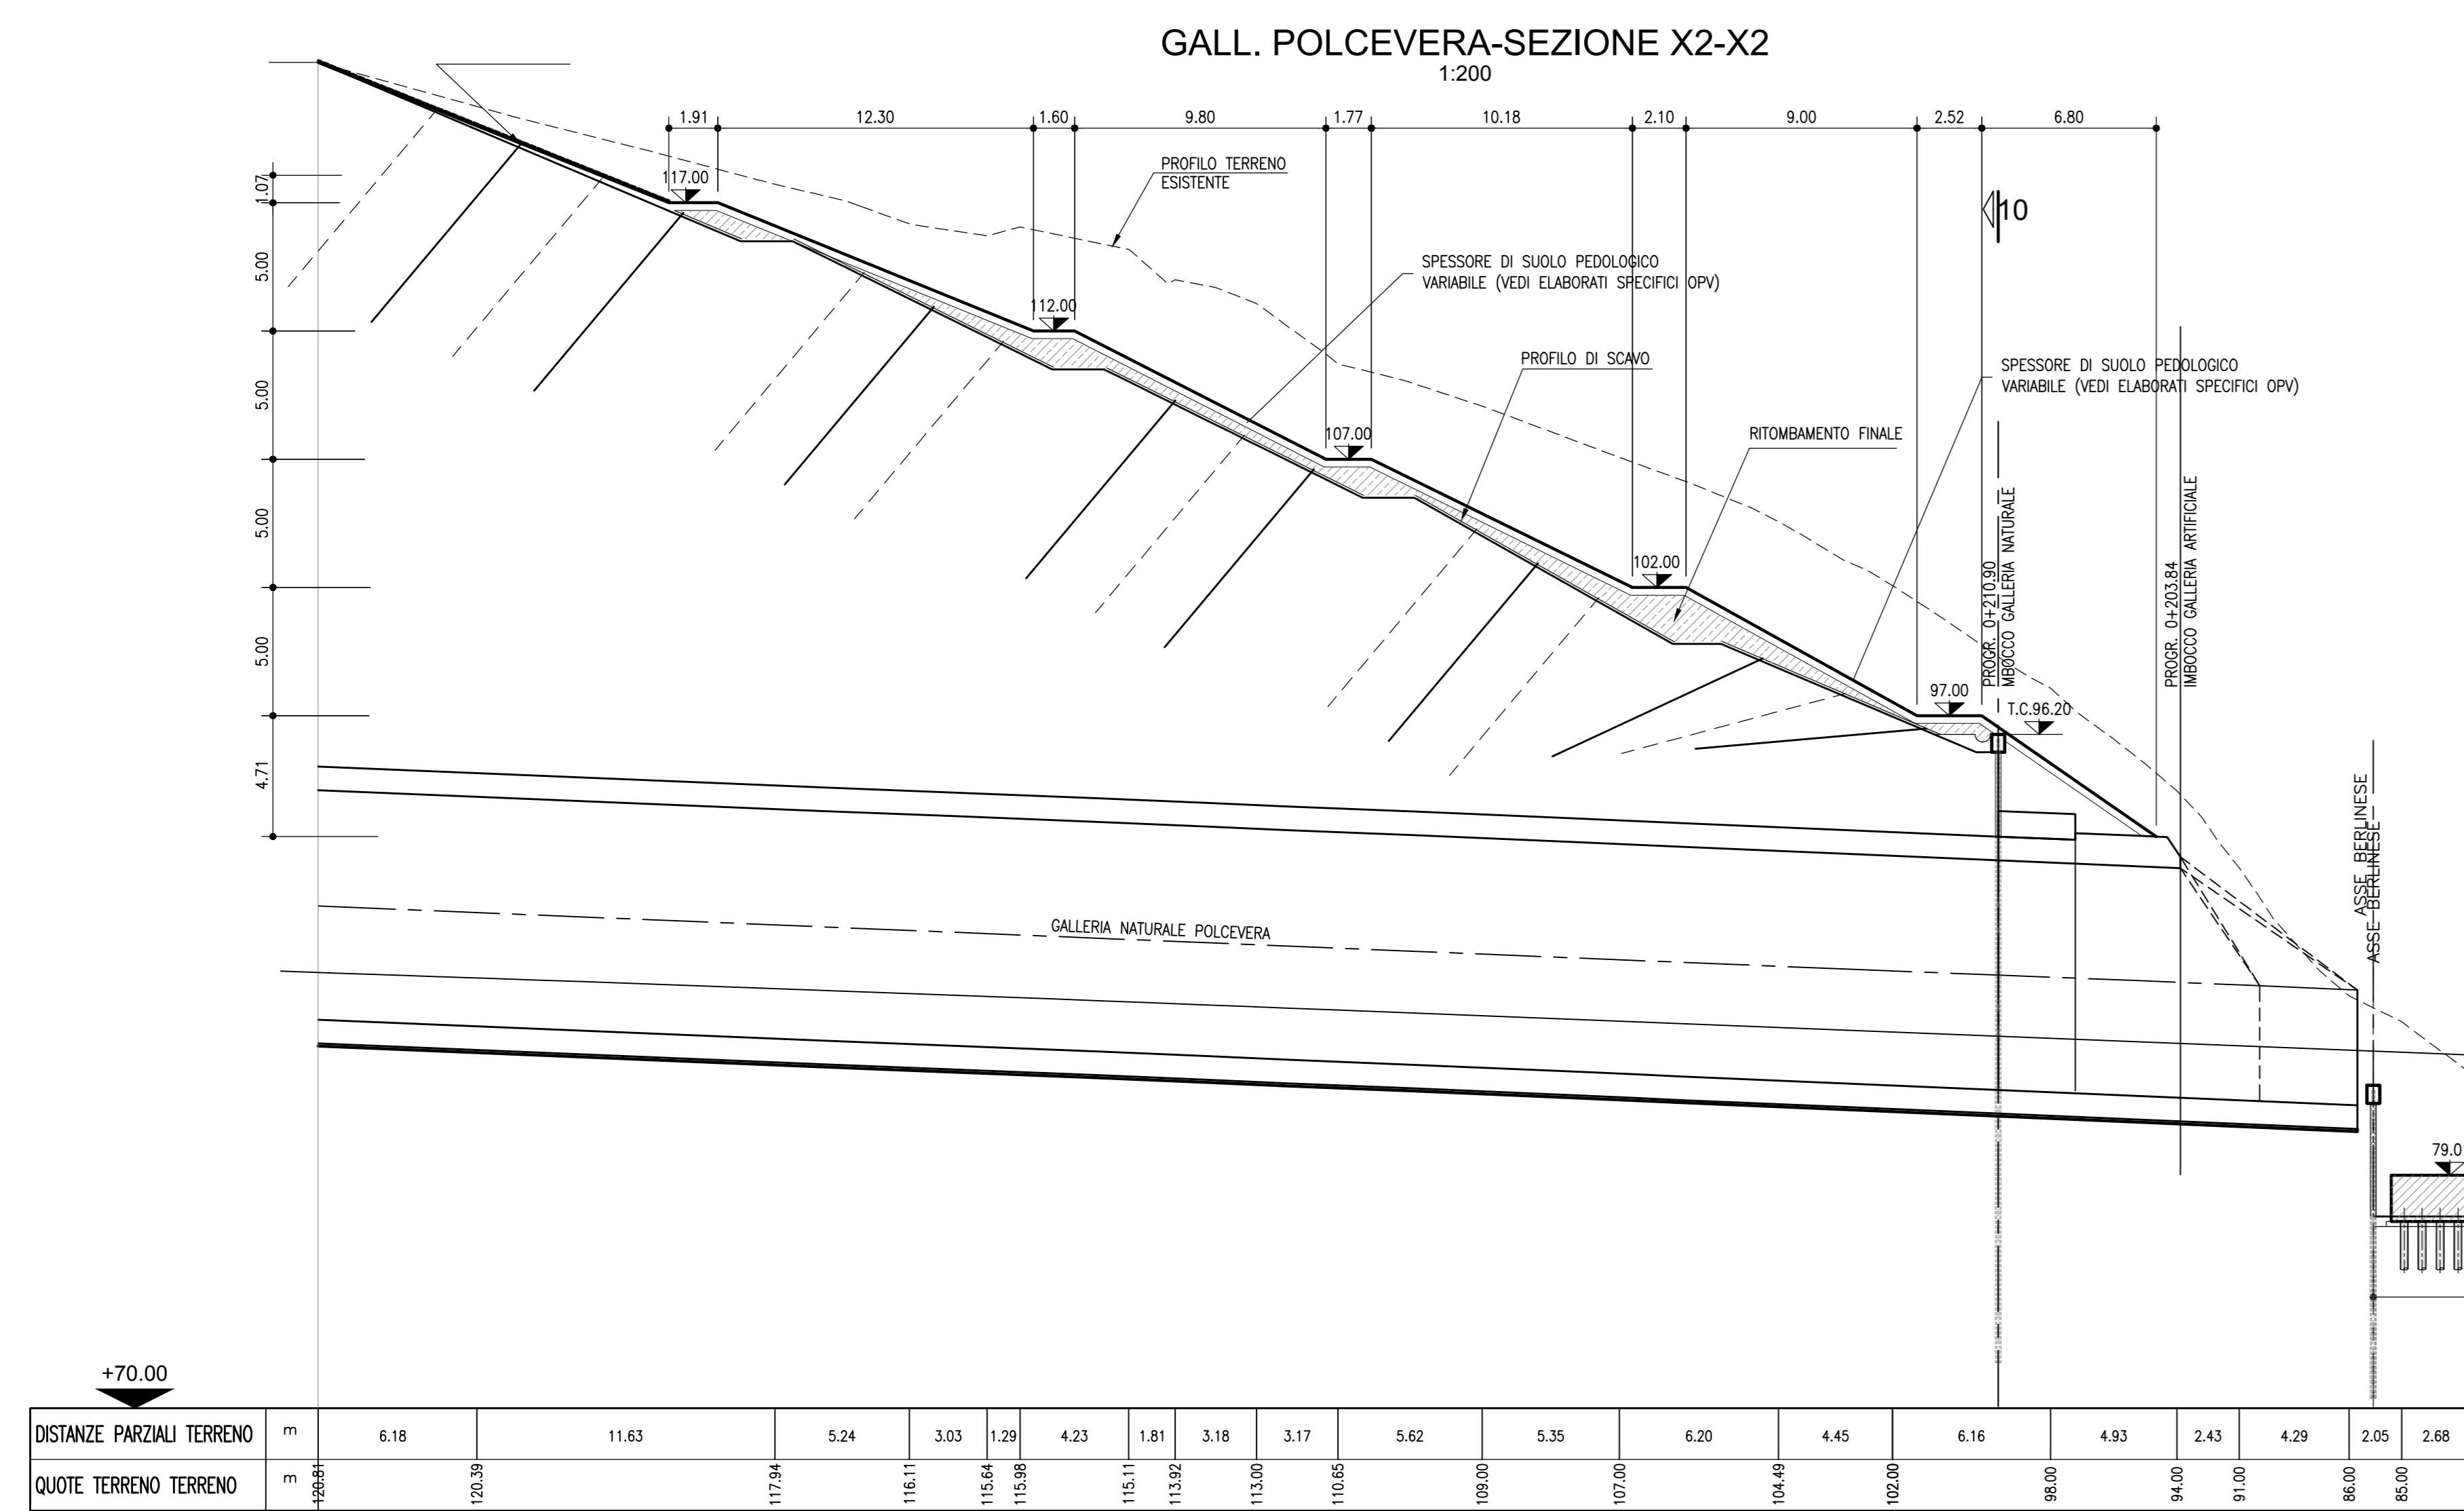 GALL. POLCEVERA-SEZIONE X2-X2
1:200
1.91 12.30 1.60 9.80 1.77 10.18 2.10 9.00 2.52 6.80
PROFILO TERRENO
ESISTENTE
117.00
1.07
10
SPESSORE DI SUOLO PEDOLOGICO
VARIABILE (VEDI ELABORATI SPECIFICI OPV)
5.00
112.00
PROFILO DI SCAVO
SPESSORE DI SUOLO PEDOLOGICO
VARIABILE (VEDI ELABORATI SPECIFICI OPV)
5.00
107.00
RITOMBAMENTO FINALE
5.00
102.00
PROGR. 0+210.90
MBOCCO GALLERIA NATURALE
PROGR. 0+203.84
IMBOCCO GALLERIA ARTIFICIALE
5.00
97.00
T.C.96.20
4.71
ASSE BERLINESE
ASSE BERLINESE
GALLERIA NATURALE POLCEVERA
79.0
+70.00
DISTANZE PARZIALI TERRENO m 6.18 11.63 5.24 3.03 1.29 4.23 1.81 3.18 3.17 5.62 5.35 6.20 4.45 6.16 4.93 2.43 4.29 2.05 2.68
QUOTE TERRENO TERRENO m 120.81 120.39 117.94 116.11 115.64 115.98 115.11 113.92 113.00 110.65 109.00 107.00 104.49 102.00 98.00 94.00 91.00 86.00 85.00